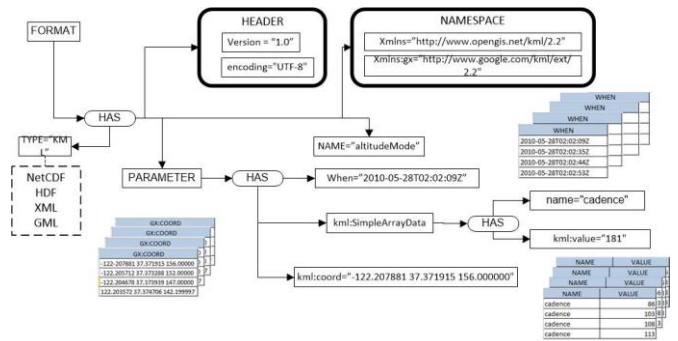 HEADER
Version = "1.0"
encoding="UTF-8"
NAMESPACE
Xmlns="http://www.opengis.net/kml/2.2"
Xmlns:gx="http://www.google.com/kml/ext/
2.2"
FORMAT
HAS
TYPE="KM
L"
NetCDF
HDF
XML
GML
NAME="altitudeMode"
PARAMETER
HAS
When="2010-05-28T02:02:09Z"
WHEN
WHEN
WHEN
WHEN
2010-05-28T02:02:09Z
2010-05-28T02:02:35Z
2010-05-28T02:02:44Z
2010-05-28T02:02:53Z
kml:SimpleArrayData
HAS
name="cadence"
kml:value="181"
kml:coord="-122.207881 37.371915 156.000000"
GX:COORD
GX:COORD
GX:COORD
GX:COORD
-122.207881 37.371915 156.00000
-122.205712 37.373288 152.00000
-122.204678 37.373939 147.00000
122.203572 37.374706 142.199997
NAME VALUE
NAME VALUE
NAME VALUE
NAME VALUE
cadence 86
cadence 103
cadence 108
cadence 113